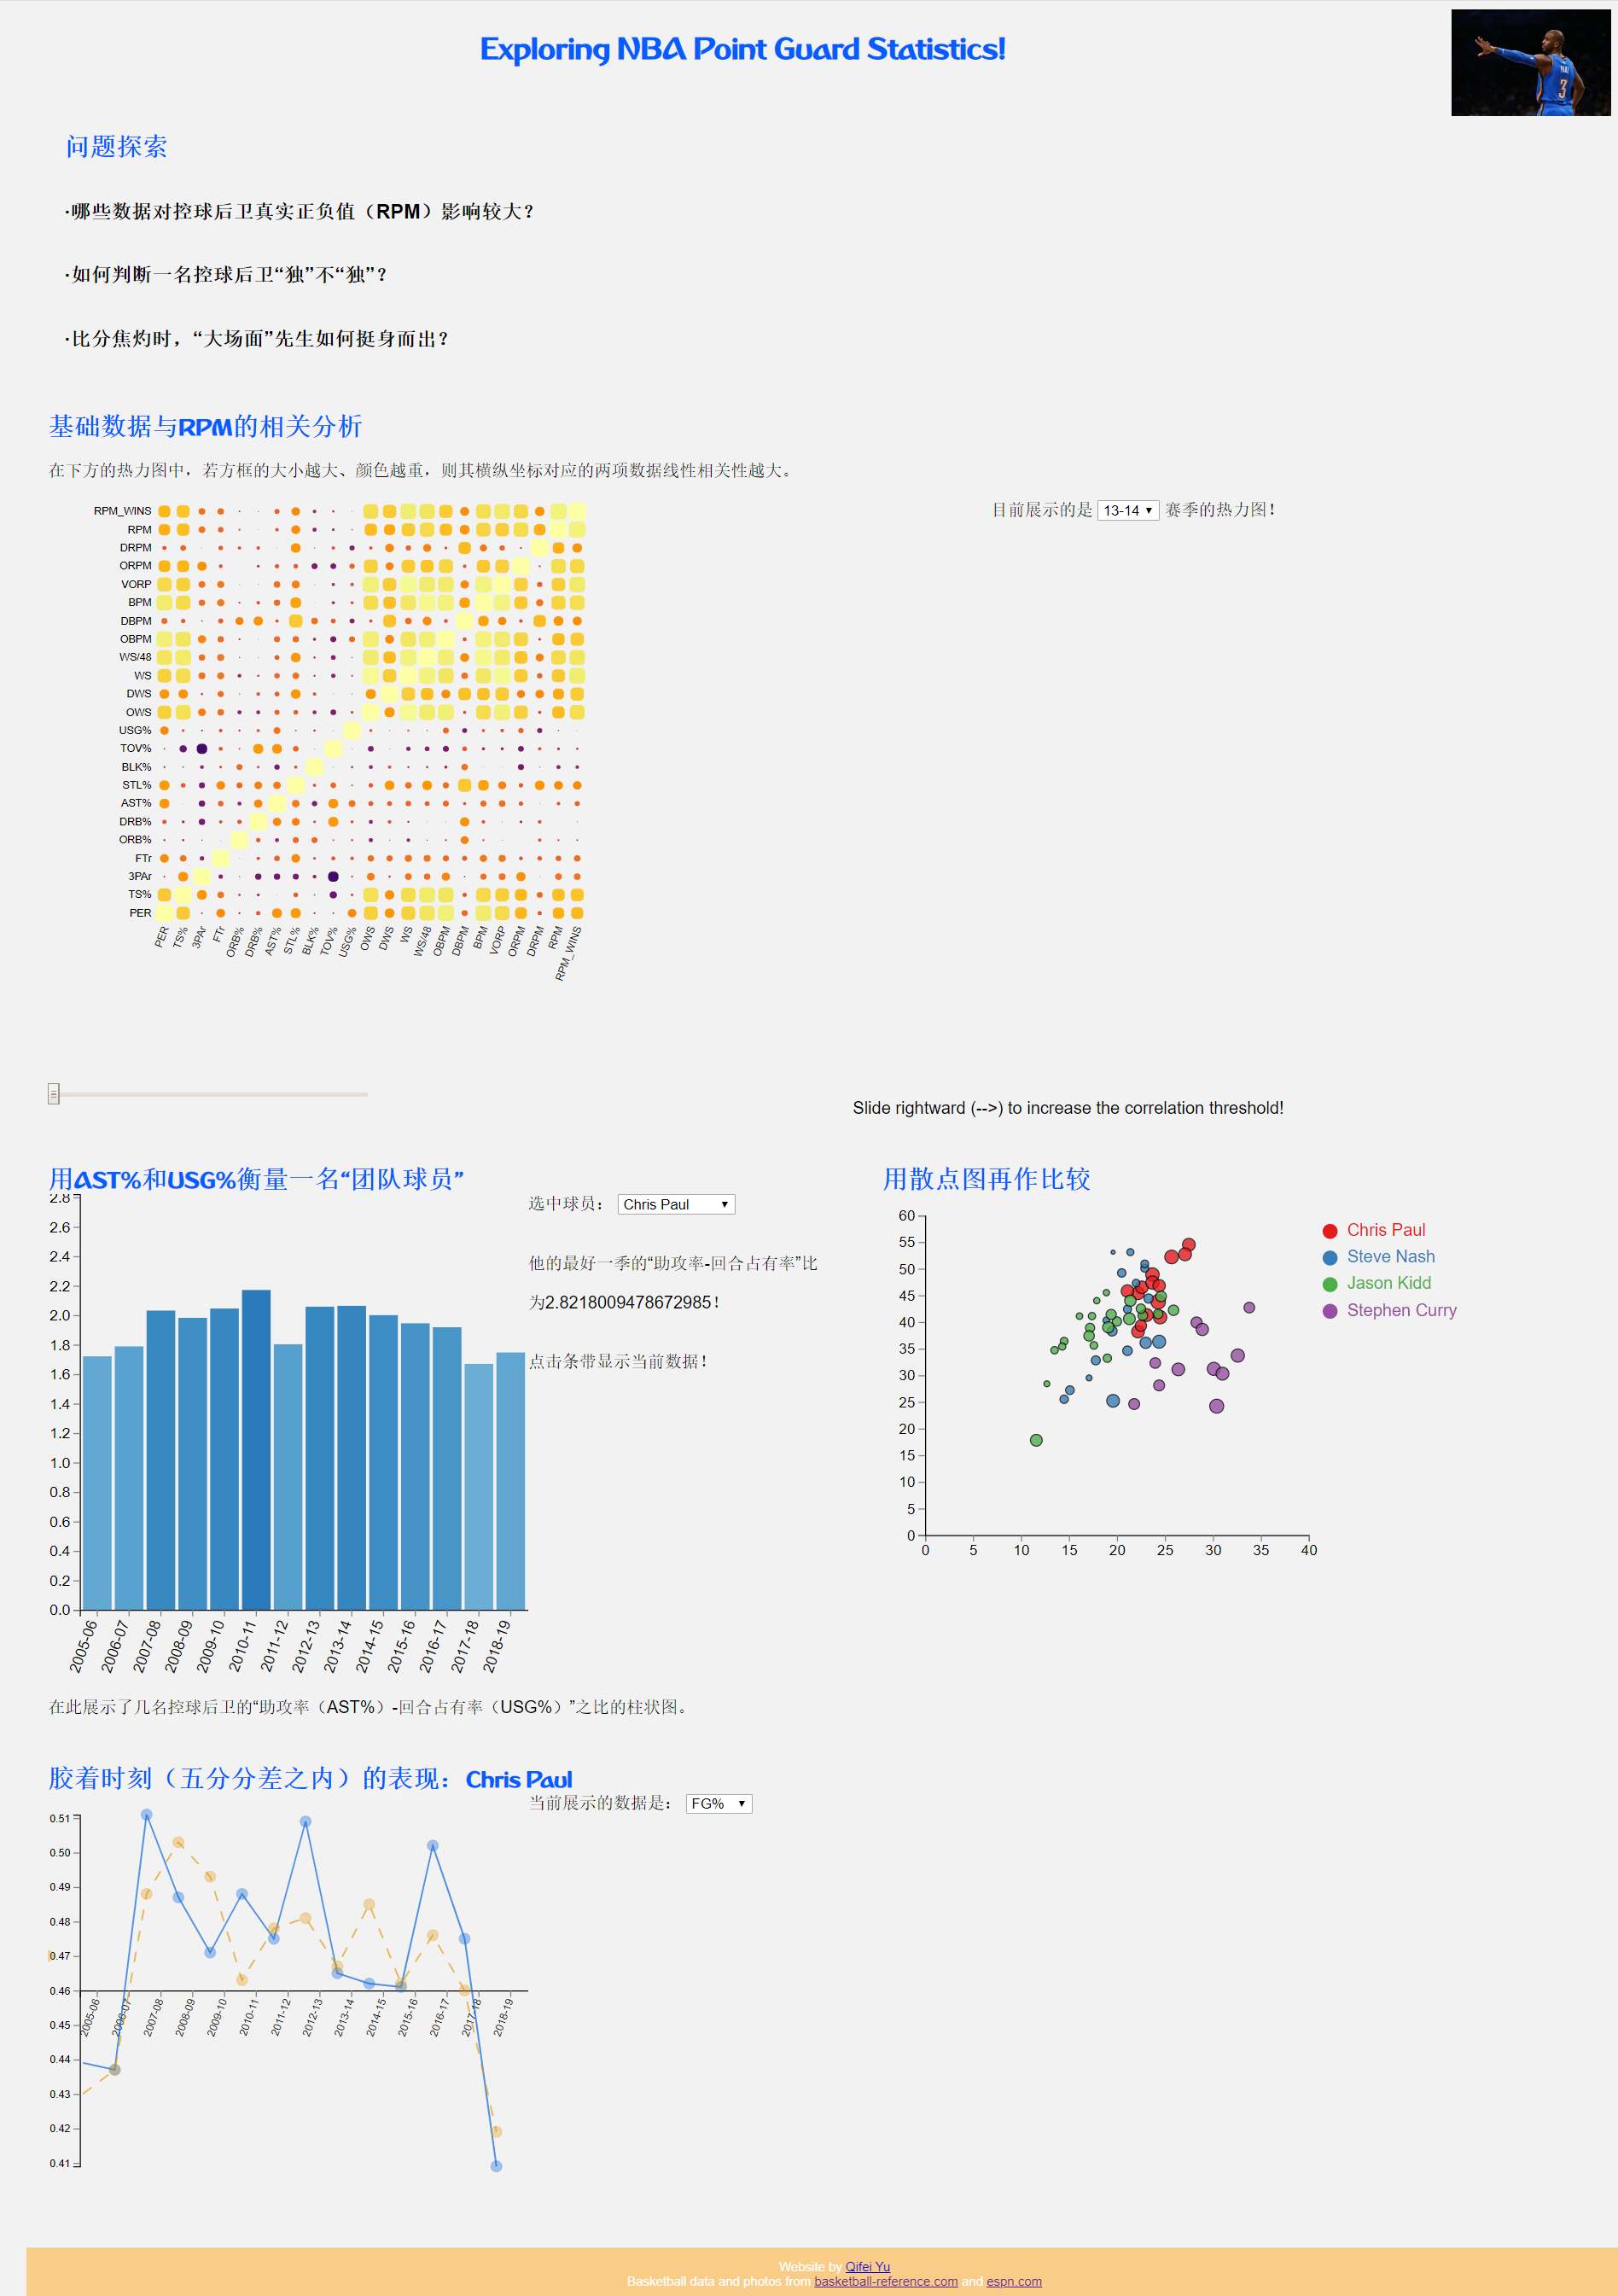 Exploring NBA Point Guard Statistics!
问题探索
·哪些数据对控球后卫真实正负值（RPM）影响较大？
·如何判断一名控球后卫“独”不“独”？
·比分焦灼时，“大场面”先生如何挺身而出？
基础数据与RPM的相关分析
在下方的热力图中，若方框的大小越大、颜色越重，则其横纵坐标对应的两项数据线性相关性越大。
目前展示的是 13-14 赛季的热力图！
RPM_WINS
RPM
DRPM
ORPM
VORP
BPM
DBPM
OBPM
WS/48
WS
DWS
OWS
USG%
TOV%
BLK%
STL%
AST%
DRB%
ORB%
FTr
3PAr
TS%
PER
PER TS% 3PAr FTr ORB% DRB% AST% STL% BLK% TOV% USG% OWS DWS WS WS/48 OBPM DBPM BPM VORP ORPM DRPM RPM RPM_WINS
Slide rightward (-->) to increase the correlation threshold!
用AST%和USG%衡量一名“团队球员”
2.8
2.6
2.4
2.2
2.0
1.8
1.6
1.4
1.2
1.0
0.8
0.6
0.4
0.2
0.0
2005-06 2006-07 2007-08 2008-09 2009-10 2010-11 2011-12 2012-13 2013-14 2014-15 2015-16 2016-17 2017-18 2018-19
选中球员： Chris Paul
他的最好一季的“助攻率-回合占有率”比
为2.8218009478672985！
点击条带显示当前数据！
用散点图再作比较
60
55
50
45
40
35
30
25
20
15
10
5
0
0 5 10 15 20 25 30 35 40
Chris Paul
Steve Nash
Jason Kidd
Stephen Curry
在此展示了几名控球后卫的“助攻率（AST%）-回合占有率（USG%）”之比的柱状图。
胶着时刻（五分分差之内）的表现：Chris Paul
当前展示的数据是： FG%
0.51
0.50
0.49
0.48
0.47
0.46
0.45
0.44
0.43
0.42
0.41
2005-06 2006-07 2007-08 2008-09 2009-10 2010-11 2011-12 2012-13 2013-14 2014-15 2015-16 2016-17 2017-18 2018-19
Website by Qifei Yu
Basketball data and photos from basketball-reference.com and espn.com